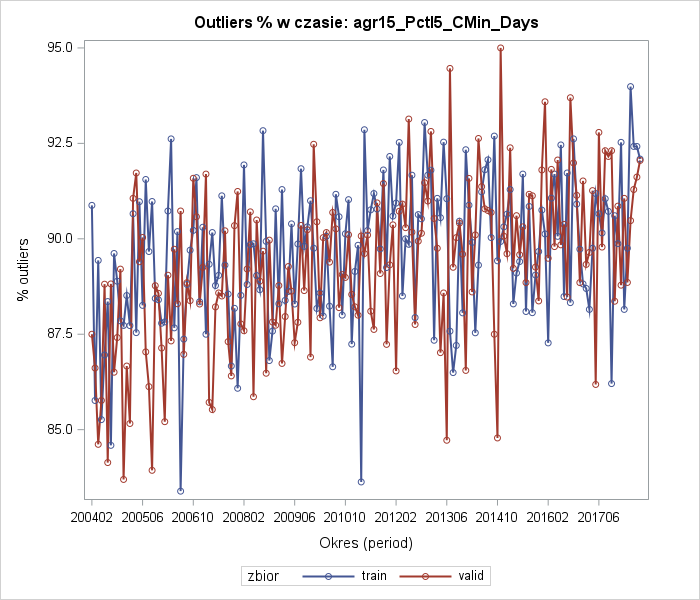 Outliers % w czasie: agr15_Pctl5_CMin_Days
% outliers
95.0
92.5
90.0
87.5
85.0
200402 200506 200610 200802 200906 201010 201202 201306 201410 201602 201706
Okres (period)
zbior train valid